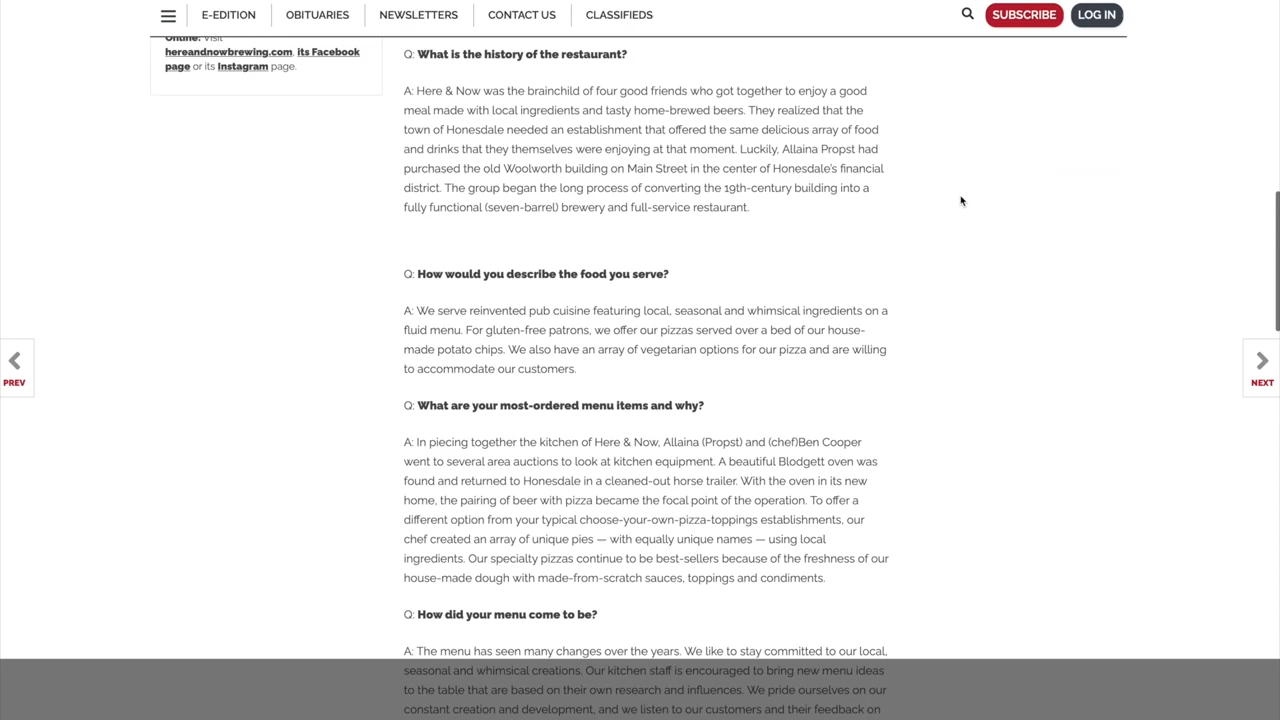 E-EDITION
OBITUARIES
NEWSLETTERS
CONTACT US
CLASSIFIEDS
SUBSCRIBE
LOG IN
Online: Visit
hereandnowbrewing.com, its Facebook
page or its Instagram page.
Q: What is the history of the restaurant?
A: Here & Now was the brainchild of four good friends who got together to enjoy a good
meal made with local ingredients and tasty home-brewed beers. They realized that the
town of Honesdale needed an establishment that offered the same delicious array of food
and drinks that they themselves were enjoying at that moment. Luckily, Allaina Propst had
purchased the old Woolworth building on Main Street in the center of Honesdale's financial
district. The group began the long process of converting the 19th-century building into a
fully functional (seven-barrel) brewery and full-service restaurant.
Q: How would you describe the food you serve?
A: We serve reinvented pub cuisine featuring local, seasonal and whimsical ingredients on a
fluid menu. For gluten-free patrons, we offer our pizzas served over a bed of our house-
made potato chips. We also have an array of vegetarian options for our pizza and are willing
to accommodate our customers.
Q: What are your most-ordered menu items and why?
A: In piecing together the kitchen of Here & Now, Allaina (Propst) and (chef)Ben Cooper
went to several area auctions to look at kitchen equipment. A beautiful Blodgett oven was
found and returned to Honesdale in a cleaned-out horse trailer. With the oven in its new
home, the pairing of beer with pizza became the focal point of the operation. To offer a
different option from your typical choose-your-own-pizza-toppings establishments, our
chef created an array of unique pies — with equally unique names — using local
ingredients. Our specialty pizzas continue to be best-sellers because of the freshness of our
house-made dough with made-from-scratch sauces, toppings and condiments.
Q: How did your menu come to be?
A: The menu has seen many changes over the years. We like to stay committed to our local,
seasonal and whimsical creations. Our kitchen staff is encouraged to bring new menu ideas
to the table that are based on their own research and influences. We pride ourselves on our
constant creation and development, and we listen to our customers and their feedback on
PREV
NEXT